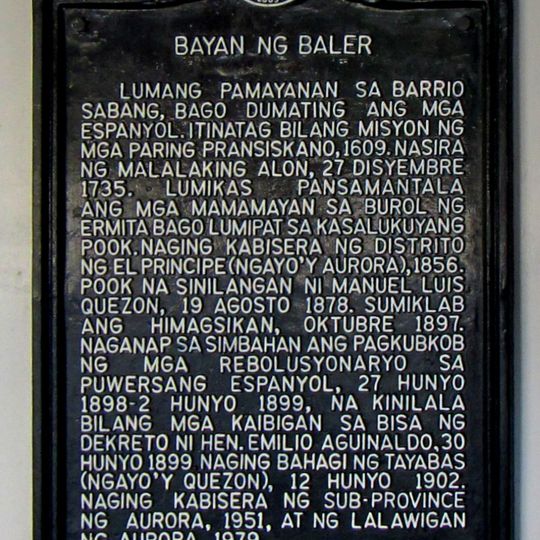 BAYAN NG BALER
LUMANG PAMAYANAN SA BARRIO
SABANG, BAGO DUMATING ANG MGA
ESPANYOL. ITINATAG BILANG MISYON NG
MGA PARING PRANSISKANO, 1609. NASIRA
NG MALALAKING ALON, 27 DISYEMBRE
1735. LUMIKAS PANSAMANTALA
ANG MGA MAMAMAYAN SA BUROL NG
ERMITA BAGO LUMIPAT SA KASALUKUYANG
POOK. NAGING KABISERA NG DISTRITO
NG EL PRINCIPE (NGAYO'Y AURORA), 1856.
POOK NA SINILANGAN NI MANUEL LUIS
QUEZON, 19 AGOSTO 1878. SUMIKLAB
ANG HIMAGSIKAN, OKTUBRE 1897.
NAGANAP SA SIMBAHAN ANG PAGKUBKOB
NG MGA REBOLUSYONARYO SA
PUWERSANG ESPANYOL, 27 HUNYO
1898-2 HUNYO 1899, NA KINILALA
BILANG MGA KAIBIGAN SA BISA NG
DEKRETO NI HEN. EMILIO AGUINALDO, 30
HUNYO 1899 NAGING BAHAGI NG TAYABAS
(NGAYO'Y QUEZON), 12 HUNYO 1902.
NAGING KABISERA NG SUB-PROVINCE
NG AURORA, 1951, AT NG LALAWIGAN
NG AURORA, 1979.